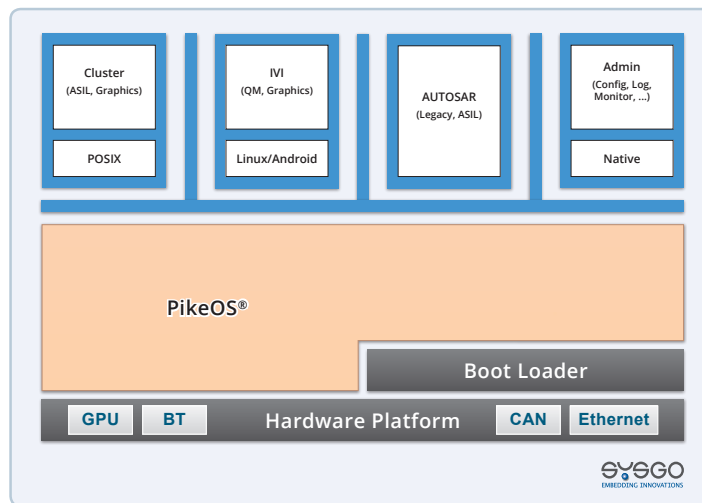 Cluster
(ASIL, Graphics)
POSIX
IVI
(QM, Graphics)
Linux/Android
AUTOSAR
(Legacy, ASIL)
Admin
(Config, Log,
Monitor, ...)
Native
PikeOS®
Boot Loader
GPU
BT
Hardware Platform
CAN
Ethernet
SYSGO
EMBEDDING INNOVATIONS